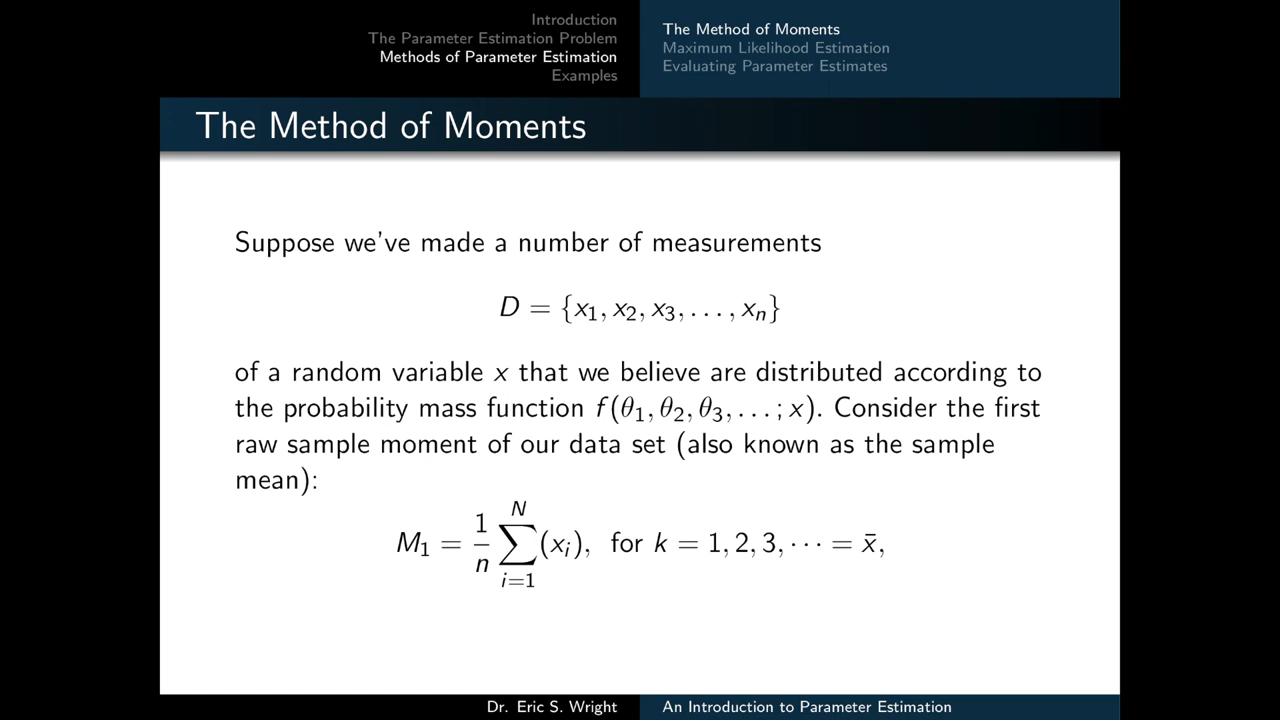 Introduction
The Parameter Estimation Problem
Methods of Parameter Estimation
Examples
The Method of Moments
Maximum Likelihood Estimation
Evaluating Parameter Estimates
The Method of Moments
Suppose we've made a number of measurements
D = {x₁, x₂, x₃, . . . , xₙ}
of a random variable x that we believe are distributed according to
the probability mass function f(θ₁, θ₂, θ₃, . . . ; x). Consider the first
raw sample moment of our data set (also known as the sample
mean):
M₁ = 1/n ∑_{i=1}^{N} (xᵢ), for k = 1, 2, 3, · · · = x̄,
Dr. Eric S. Wright
An Introduction to Parameter Estimation